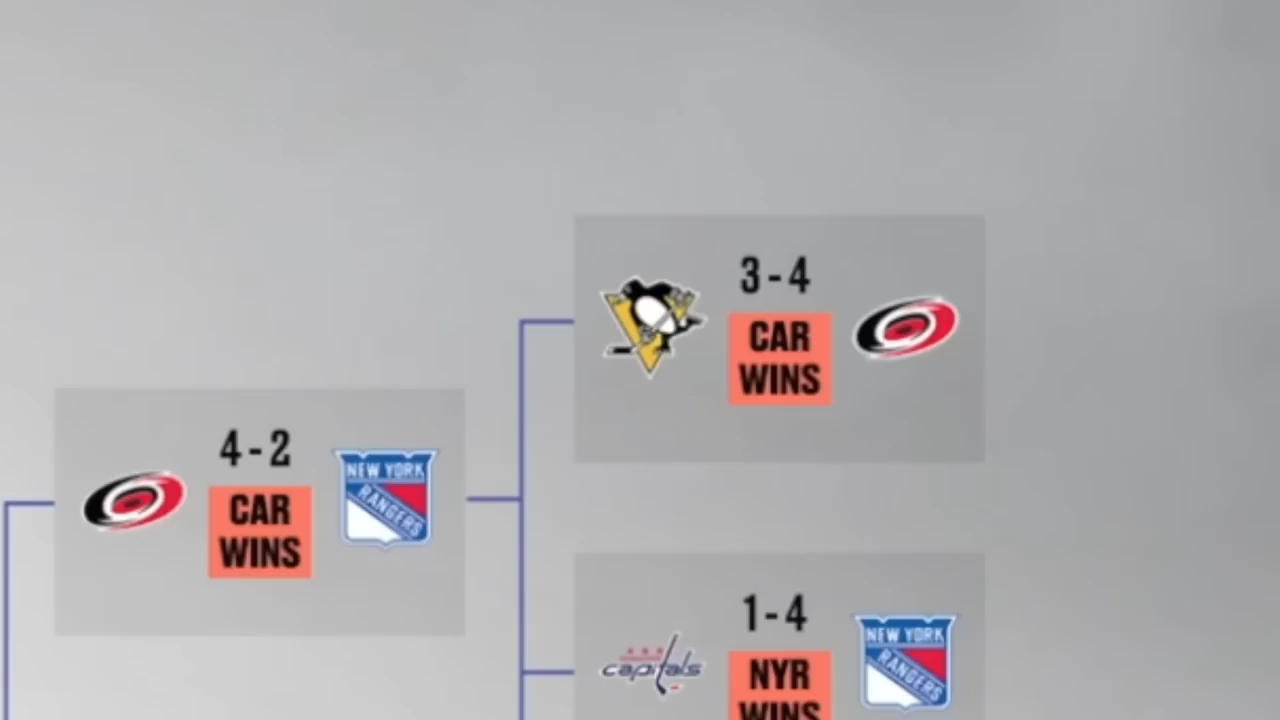 3-4
CAR
WINS
4-2
CAR
WINS
NEW YORK
RANGERS
1-4
NYR
WINS
capitals
NEW YORK
RANGERS